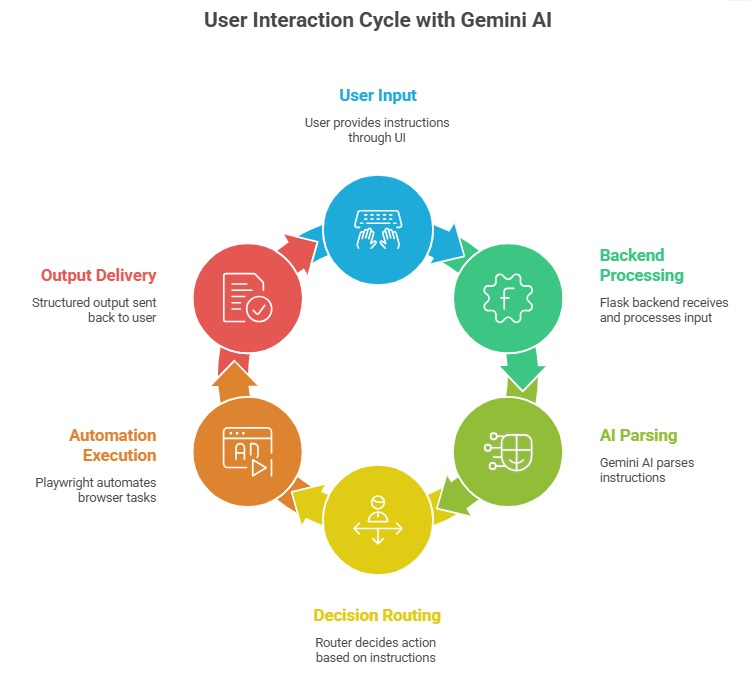 User Interaction Cycle with Gemini AI
User Input
User provides instructions
through UI
Backend
Processing
Flask backend receives
and processes input
AI Parsing
Gemini AI parses
instructions
Decision Routing
Router decides action
based on instructions
Automation
Execution
Playwright automates
browser tasks
Output Delivery
Structured output sent
back to user